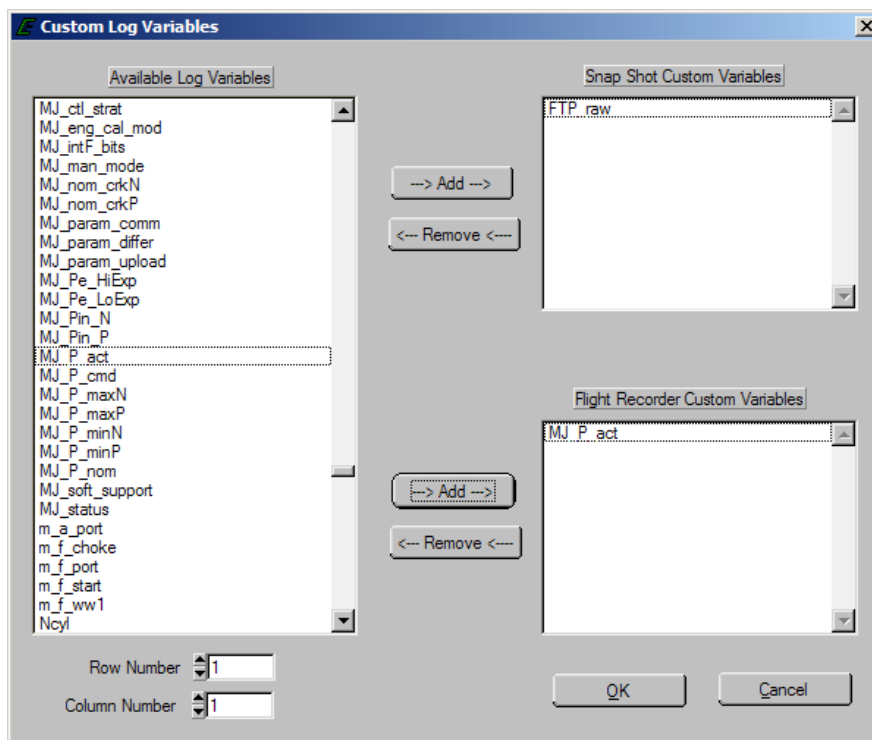 Custom Log Variables
Available Log Variables
MJ_ctl_strat
MJ_eng_cal_mod
MJ_intF_bits
MJ_man_mode
MJ_nom_crkN
MJ_nom_crkP
MJ_param_comm
MJ_param_differ
MJ_param_upload
MJ_Pe_HiExp
MJ_Pe_LoExp
MJ_Pin_N
MJ_Pin_P
MJ_P_act
MJ_P_cmd
MJ_P_maxN
MJ_P_maxP
MJ_P_minN
MJ_P_minP
MJ_P_nom
MJ_soft_support
MJ_status
m_a_port
m_f_choke
m_f_port
m_f_start
m_f_ww1
Ncyl
Row Number 1
Column Number 1
---> Add --->
<--- Remove <----
---> Add --->
<--- Remove <----
Snap Shot Custom Variables
FTP_raw
Flight Recorder Custom Variables
MJ_P_act
OK
Cancel